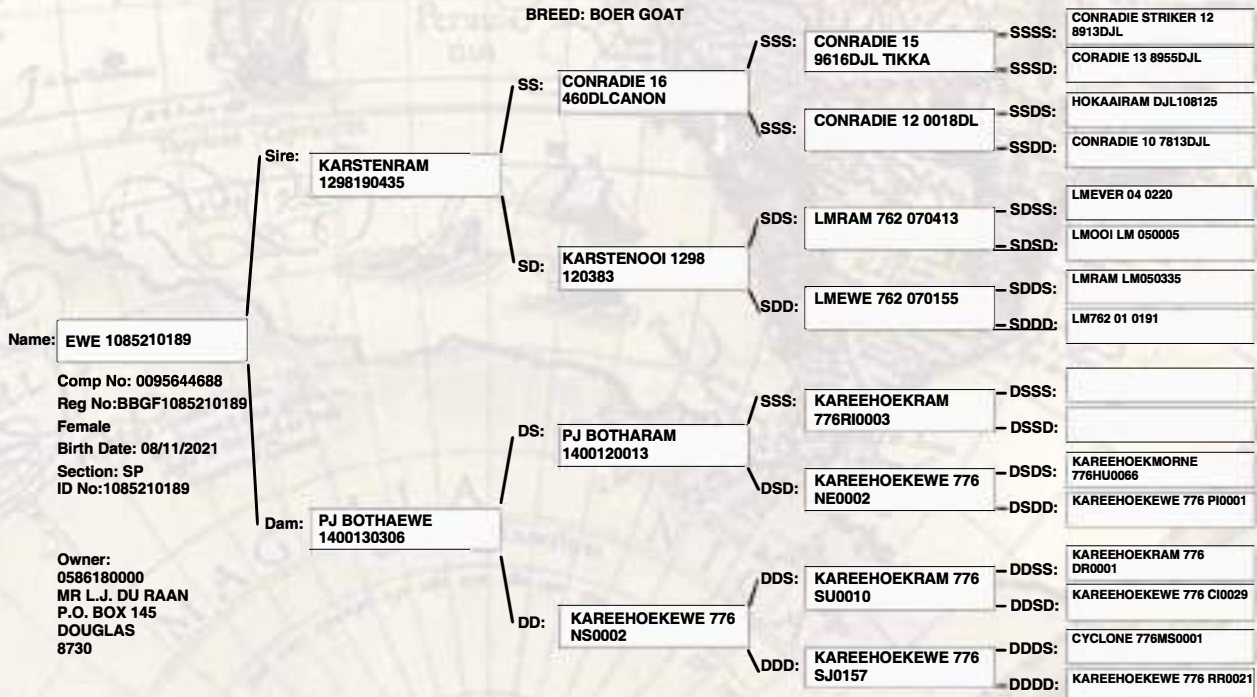 BREED: BOER GOAT
Name: EWE 1085210189
Comp No: 0095644688
Reg No:BBGF1085210189
Female
Birth Date: 08/11/2021
Section: SP
ID No:1085210189
Owner:
0586180000
MR L.J. DU RAAN
P.O. BOX 145
DOUGLAS
8730
Sire: KARSTENRAM
1298190435
Dam: PJ BOTHAEWE
1400130306
SS: CONRADIE 16
460DLCANON
SD: KARSTENOOI 1298
120383
DS: PJ BOTHARAM
1400120013
DD: KAREEHOEKEWE 776
NS0002
SSS: CONRADIE 15
9616DJL TIKKA
SSS: CONRADIE 12 0018DL
SDS: LMRAM 762 070413
SDD: LMEWE 762 070155
SSS: KAREEHOEKRAM
776RI0003
DSD: KAREEHOEKEWE 776
NE0002
DDS: KAREEHOEKRAM 776
SU0010
DDD: KAREEHOEKEWE 776
SJ0157
SSSS: CONRADIE STRIKER 12
8913DJL
SSSD: CORADIE 13 8955DJL
SSDS: HOKAAIRAM DJL108125
SSDD: CONRADIE 10 7813DJL
SDSS: LMEVER 04 0220
SDSD: LMOOI LM 050005
SDDS: LMRAM LM050335
SDDD: LM762 01 0191
DSSS:
DSSD:
DSDS: KAREEHOEKMORNE
776HU0066
DSDD: KAREEHOEKEWE 776 PI0001
DDSS: KAREEHOEKRAM 776
DR0001
DDSD: KAREEHOEKEWE 776 CI0029
DDDS: CYCLONE 776MS0001
DDDD: KAREEHOEKEWE 776 RR0021